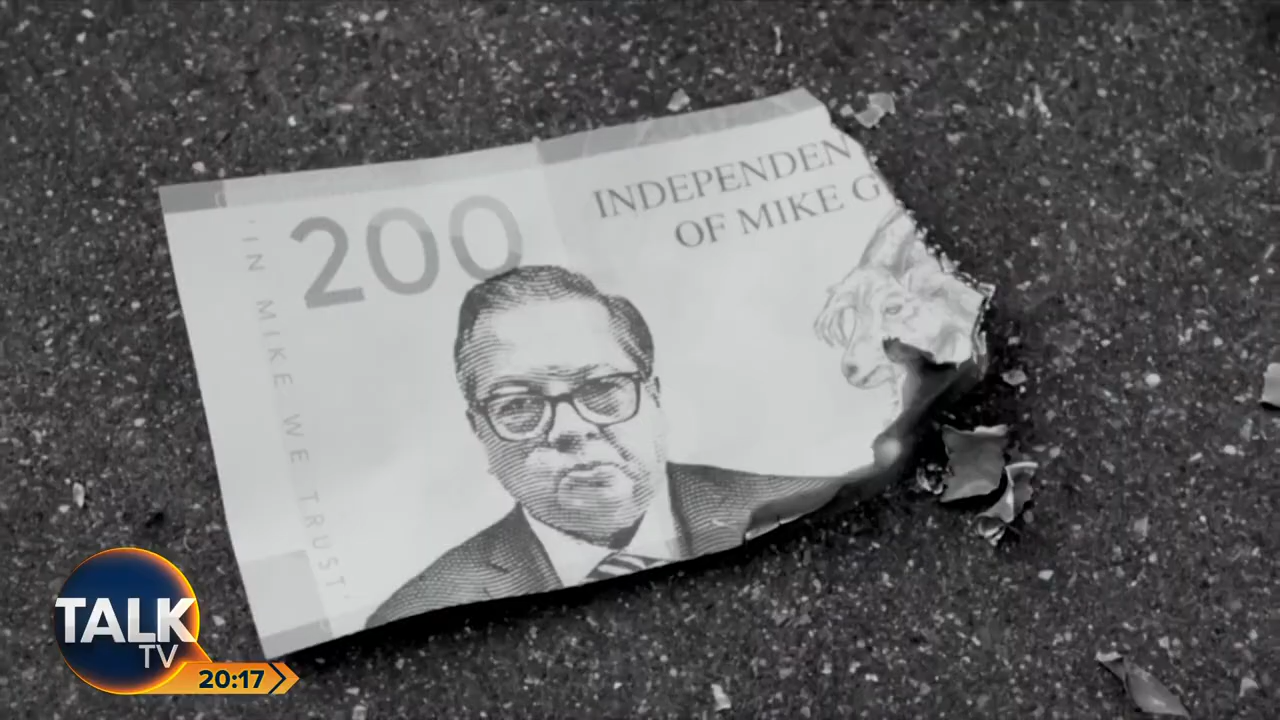 200
INDEPENDEN
OF MIKE G
'IN MIKE WE TRUST'
TALK
TV
20:17